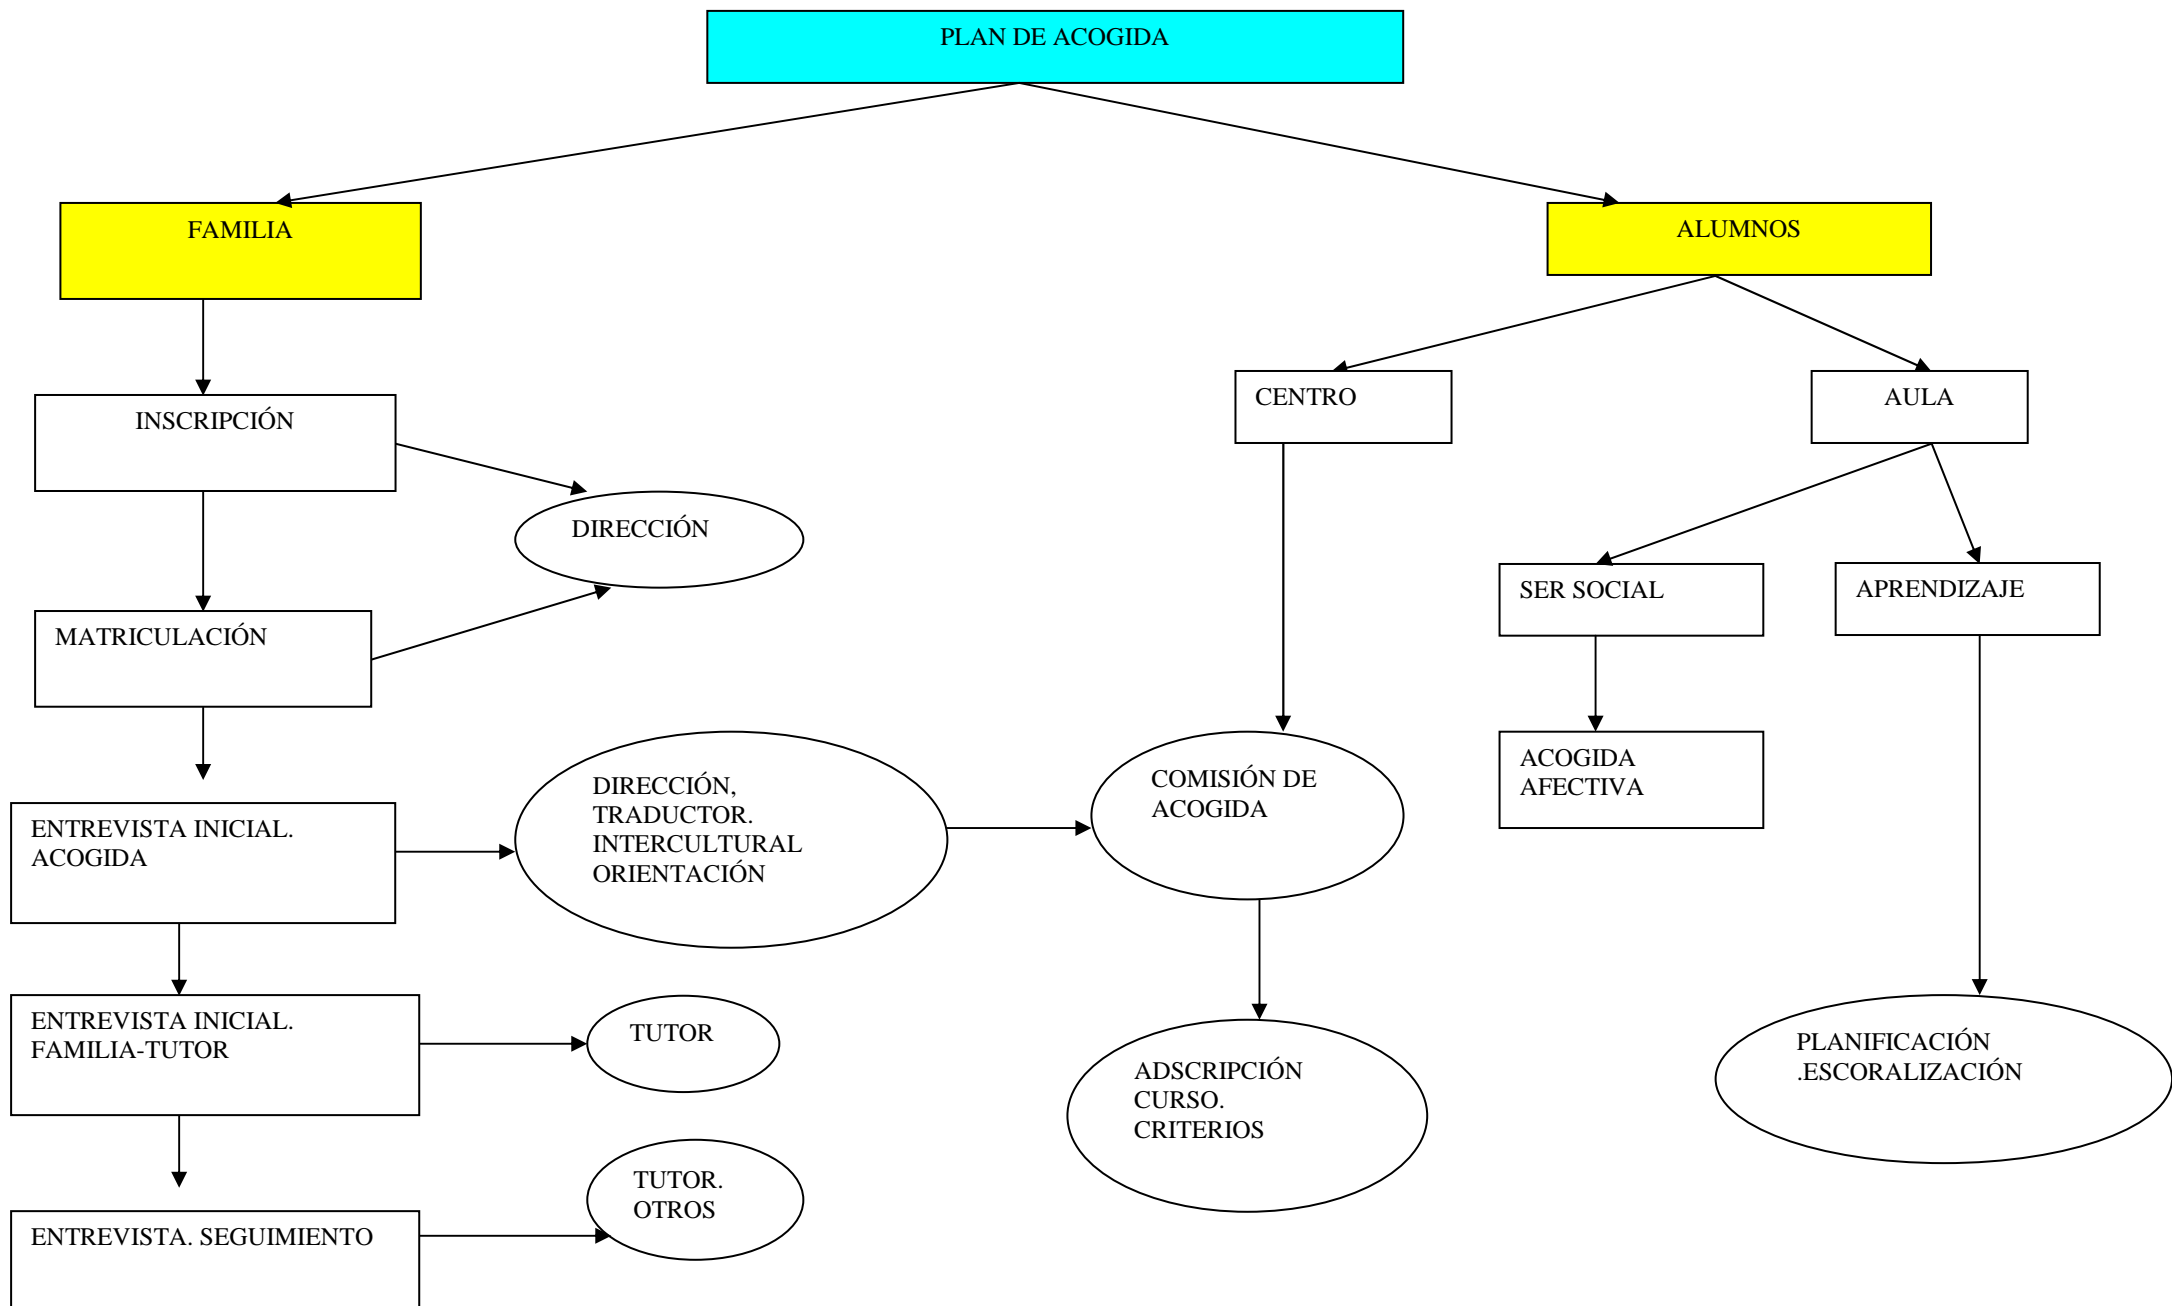 PLAN DE ACOGIDA
FAMILIA
ALUMNOS
CENTRO
AULA
INSCRIPCIÓN
DIRECCIÓN
SER SOCIAL
APRENDIZAJE
MATRICULACIÓN
ACOGIDA
AFECTIVA
DIRECCIÓN,
TRADUCTOR.
INTERCULTURAL
ORIENTACIÓN
COMISIÓN DE
ACOGIDA
ENTREVISTA INICIAL.
ACOGIDA
ENTREVISTA INICIAL.
FAMILIA-TUTOR
TUTOR
ADSCRIPCIÓN
CURSO.
CRITERIOS
PLANIFICACIÓN
.ESCORALIZACIÓN
TUTOR.
OTROS
ENTREVISTA. SEGUIMIENTO